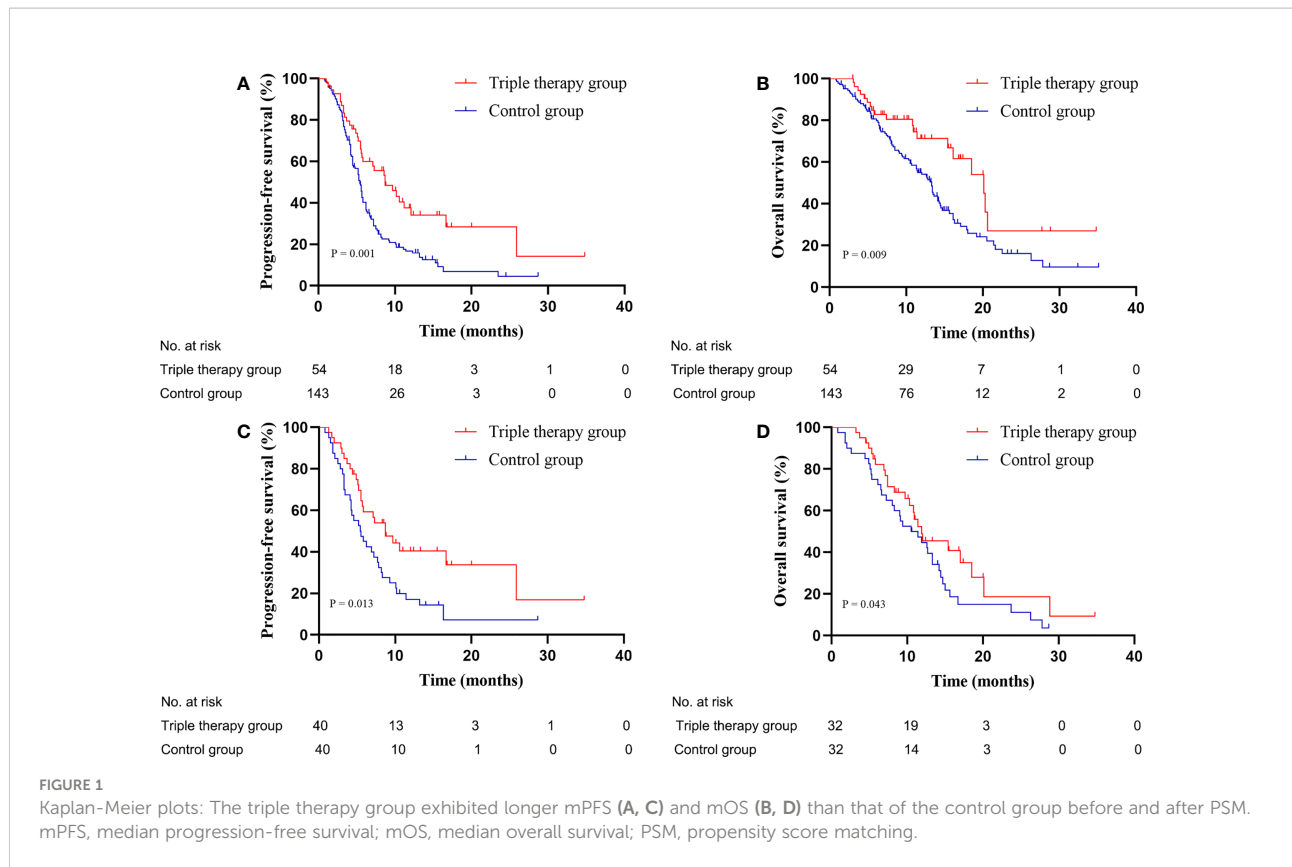 A
Progression-free survival (%)
100
80
60
40
20
0
0 10 20 30 40
Time (months)
Triple therapy group
Control group
P = 0.001
No. at risk
Triple therapy group 54 18 3 1 0
Control group 143 26 3 0 0
B
Overall survival (%)
100
80
60
40
20
0
0 10 20 30 40
Time (months)
Triple therapy group
Control group
P = 0.009
No. at risk
Triple therapy group 54 29 7 1 0
Control group 143 76 12 2 0
C
Progression-free survival (%)
100
80
60
40
20
0
0 10 20 30 40
Time (months)
Triple therapy group
Control group
P = 0.013
No. at risk
Triple therapy group 40 13 3 1 0
Control group 40 10 1 0 0
D
Overall survival (%)
100
80
60
40
20
0
0 10 20 30 40
Time (months)
Triple therapy group
Control group
P = 0.043
No. at risk
Triple therapy group 32 19 3 0 0
Control group 32 14 3 0 0
FIGURE 1
Kaplan-Meier plots: The triple therapy group exhibited longer mPFS (A, C) and mOS (B, D) than that of the control group before and after PSM.
mPFS, median progression-free survival; mOS, median overall survival; PSM, propensity score matching.